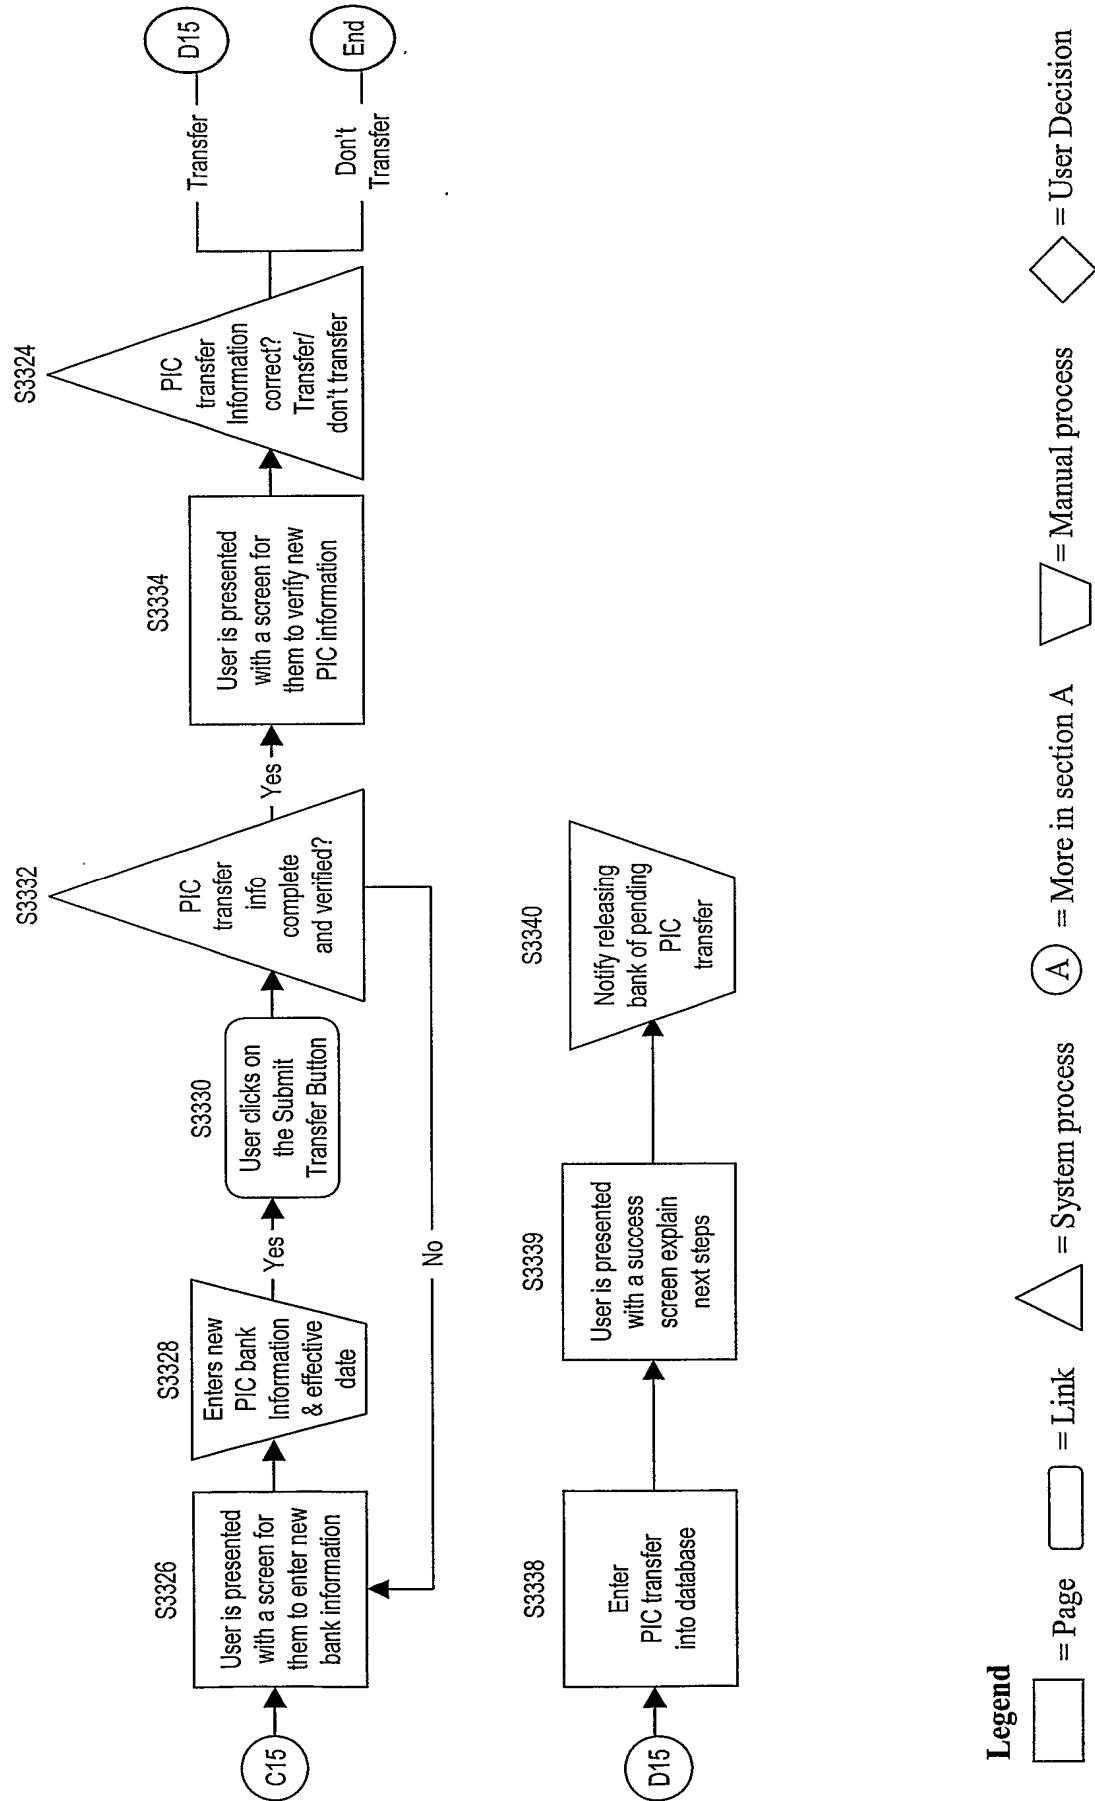 C15
S3326
User is presented
with a screen for
them to enter new
bank information
S3328
Enters new
PIC bank
Information
& effective
date
Yes
S3330
User clicks on
the Submit
Transfer Button
S3332
PIC
transfer
info
complete
and verified?
Yes
No
S3334
User is presented
with a screen for
them to verify new
PIC information
S3324
PIC
transfer
Information
correct?
Transfer/
don't transfer
Transfer
D15
Don't
Transfer
End
D15
S3338
Enter
PIC transfer
into database
S3339
User is presented
with a success
screen explain
next steps
S3340
Notify releasing
bank of pending
PIC
transfer
Legend
= Page
= Link
= System process
A = More in section A
= Manual process
= User Decision